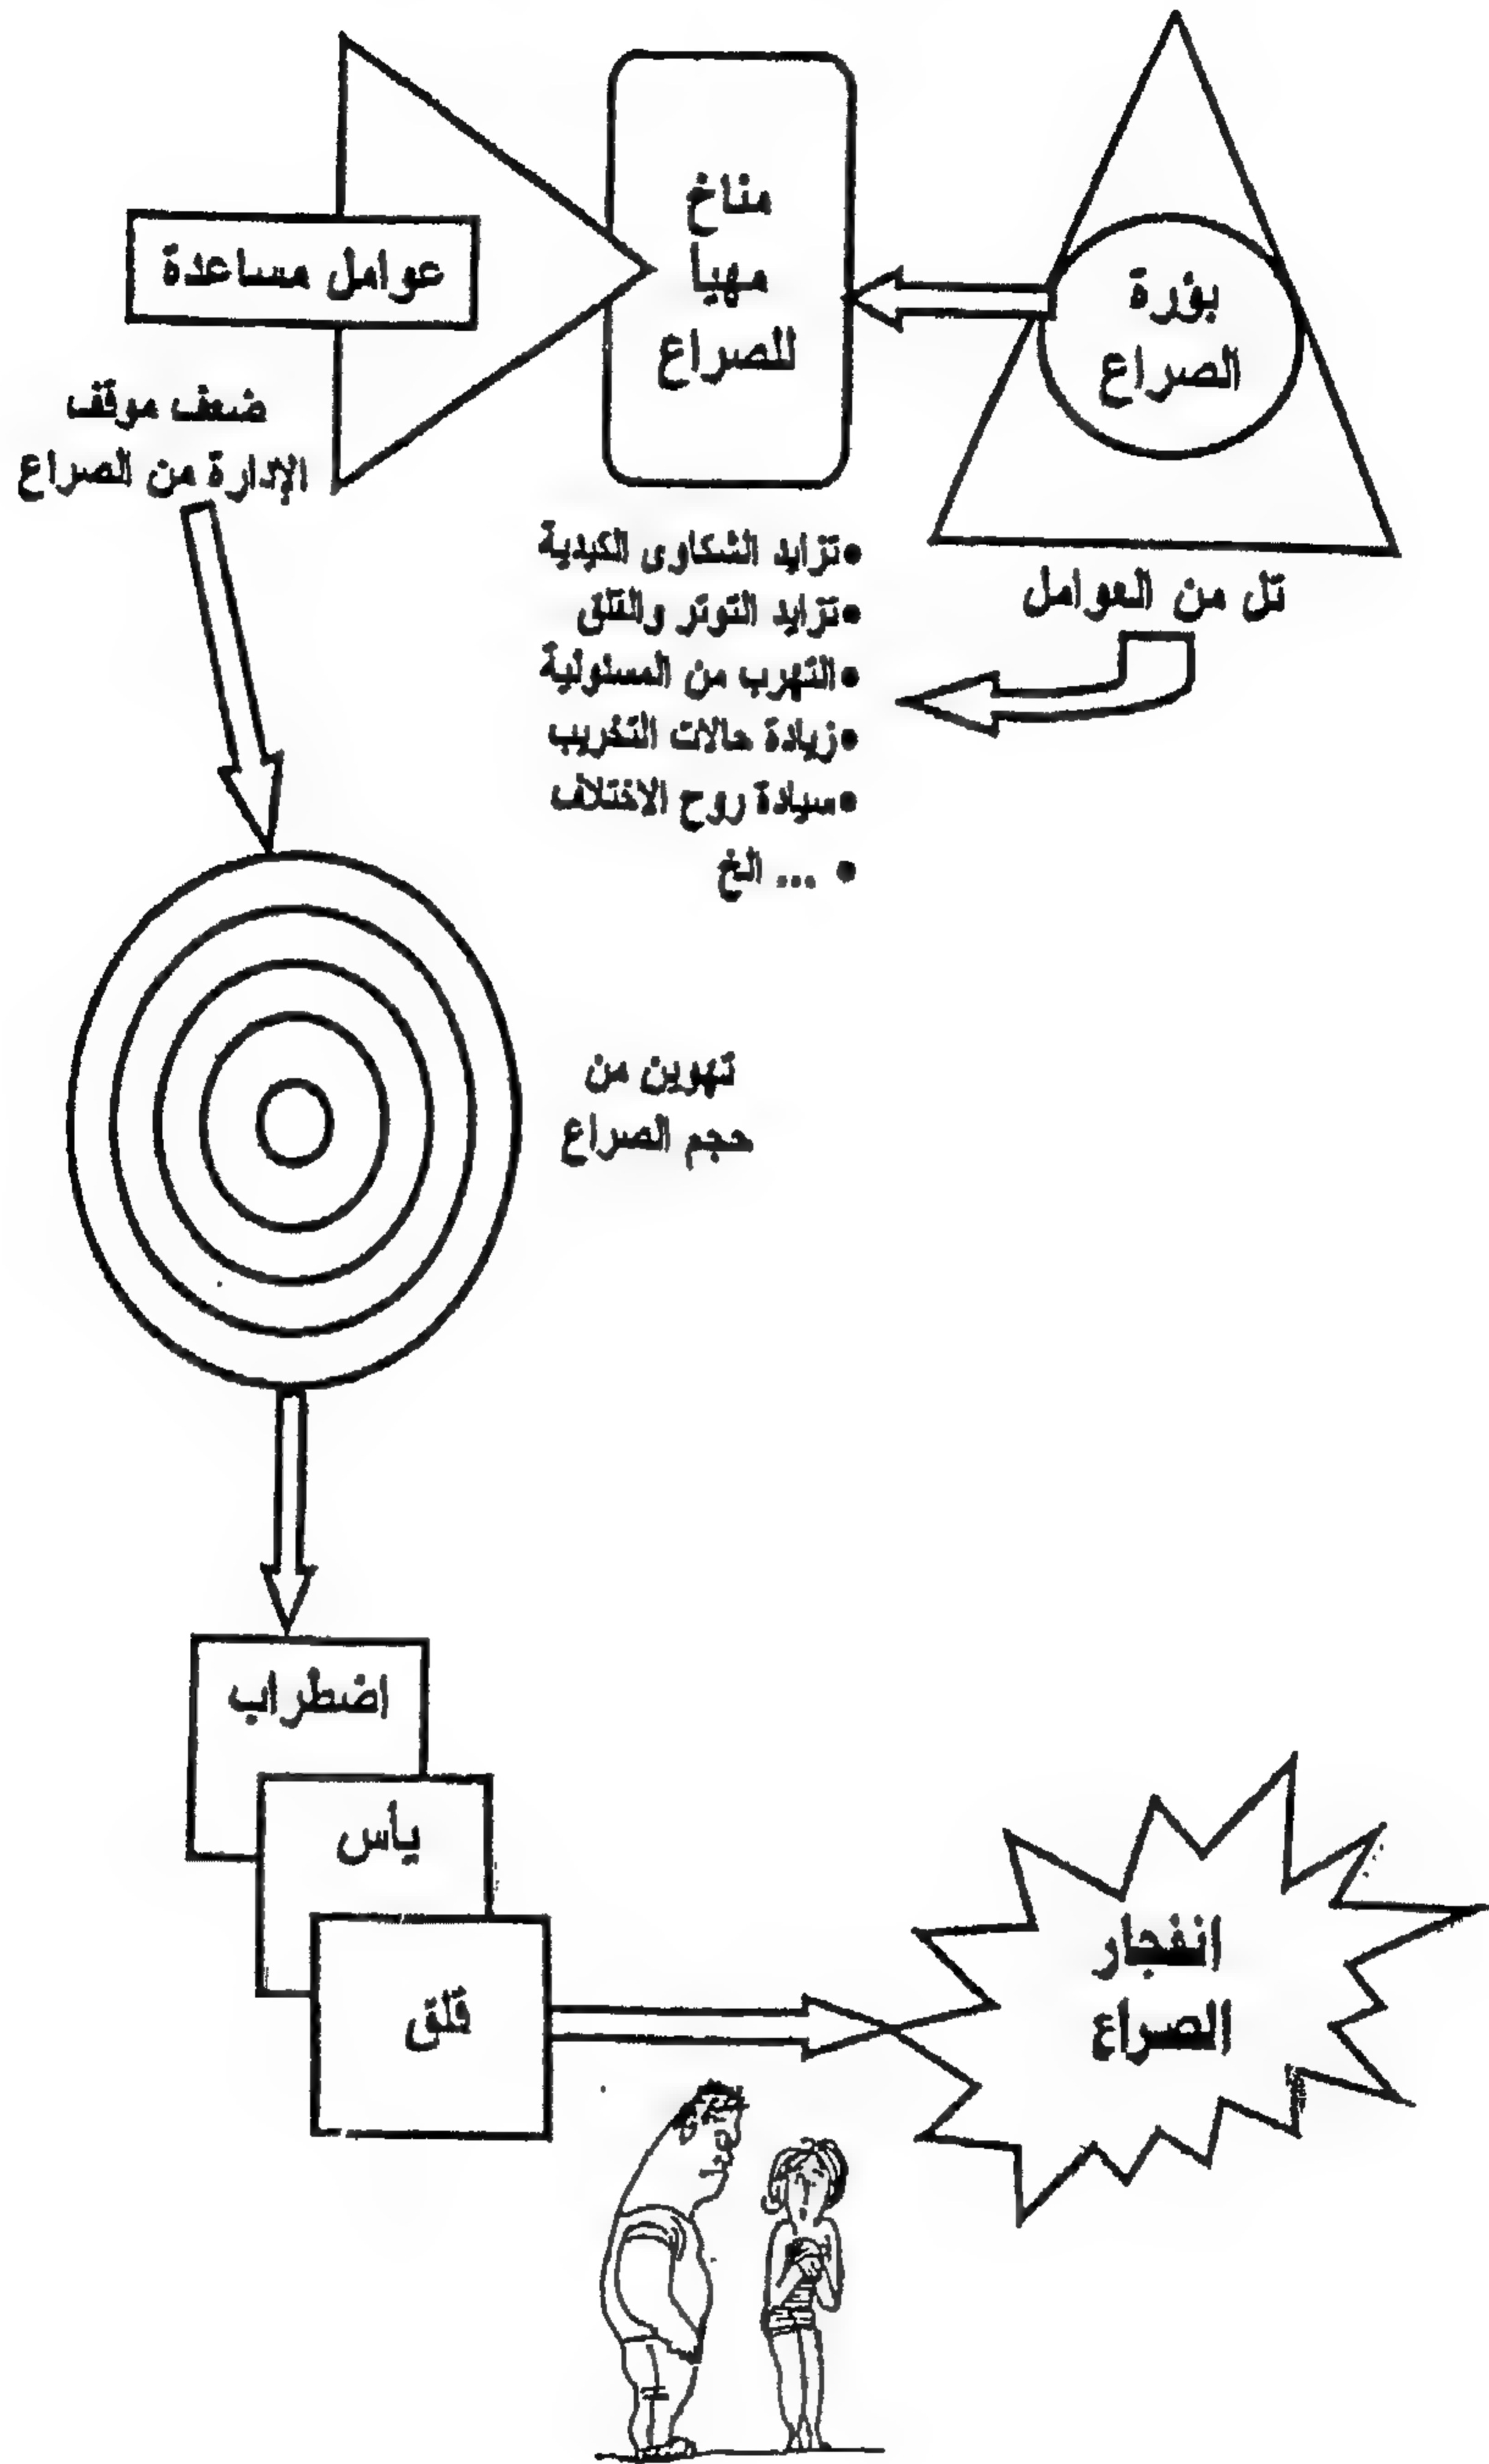 بؤرة
الصراع
تل من العوامل
مناخ
مهيأ
للصراع
•تزايد الشكاوى الكيدية
•تزايد التوتر والقلق
•التهرب من المسئولية
•زيادة حالات التخريب
•سيادة روح الاختلاف
• ... الخ
عوامل مساعدة
ضعف موقف
الإدارة من الصراع
تهوين من
حجم الصراع
اضطراب
يأس
قلق
انفجار
الصراع